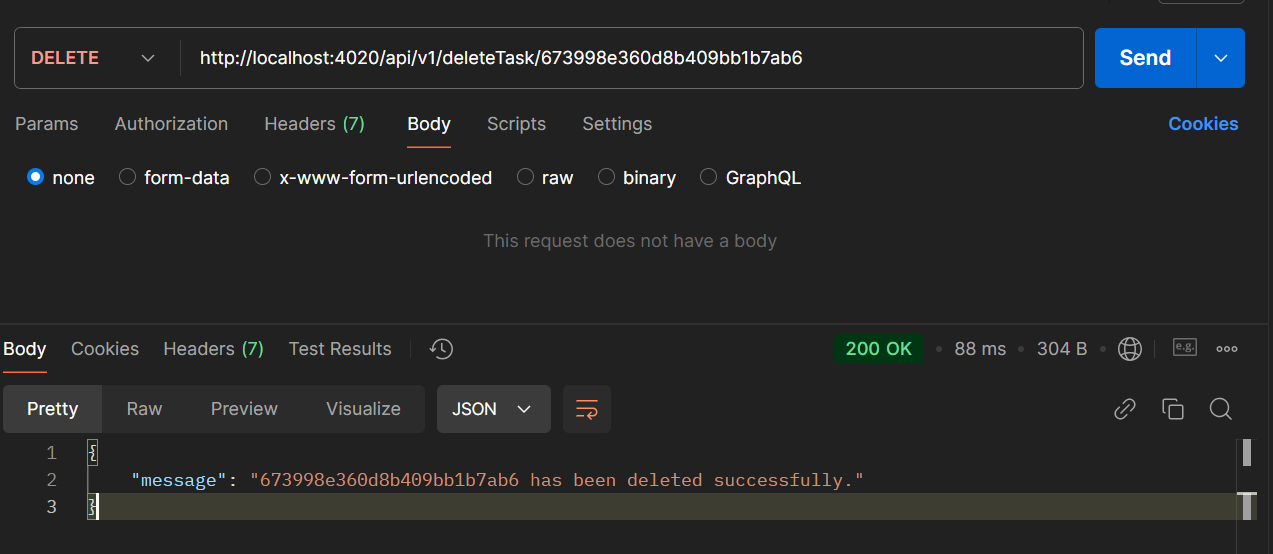 DELETE http://localhost:4020/api/v1/deleteTask/673998e360d8b409bb1b7ab6 Send
Params Authorization Headers (7) Body Scripts Settings Cookies
none form-data x-www-form-urlencoded raw binary GraphQL
This request does not have a body
Body Cookies Headers (7) Test Results 200 OK • 88 ms • 304 B • e.g.
Pretty Raw Preview Visualize JSON
1 {
2 "message": "673998e360d8b409bb1b7ab6 has been deleted successfully."
3 }